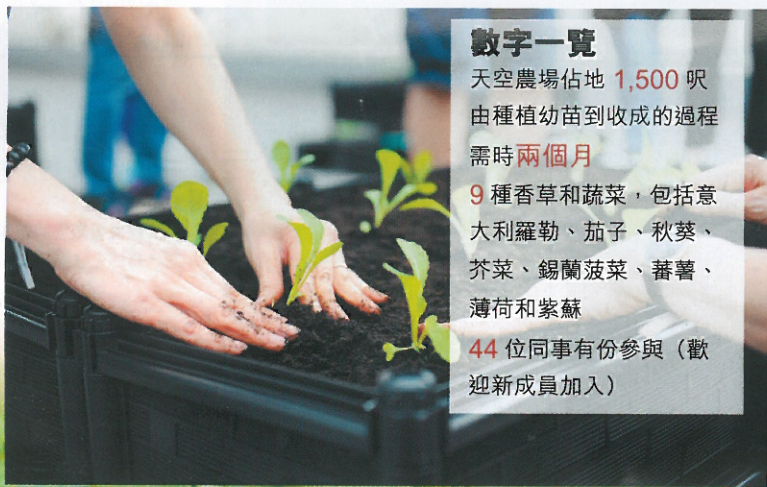 數字一覽
天空農場佔地 1,500 呎
由種植幼苗到收成的過程
需時兩個月
9 種香草和蔬菜，包括意
大利羅勒、茄子、秋葵、
芥菜、錫蘭菠菜、蕃薯、
薄荷和紫蘇
44 位同事有份參與（歡
迎新成員加入）